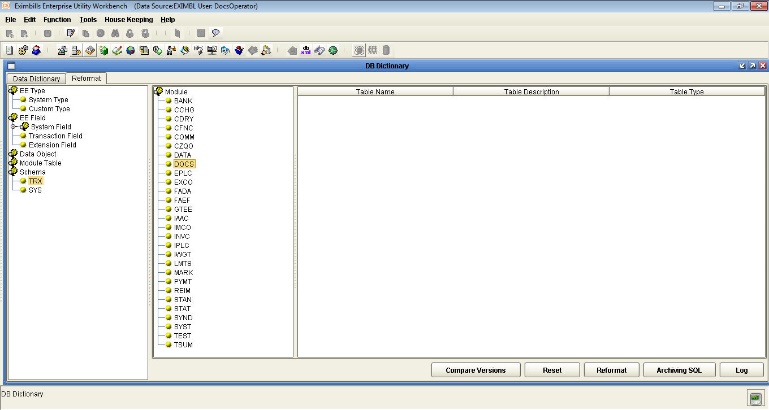 Eximbills Enterprise Utility Workbench (Data Source:EXIMBL User: DocsOperator)
File Edit Function Tools House Keeping Help
DB Dictionary
Data Dictionary Reformat
EE Type
System Type
Custom Type
EE Field
System Field
Transaction Field
Extension Field
Data Object
Module Table
Schema
TRX
SYS
Module
BANK
CCHG
CDRY
CFNC
COMM
CZQO
DATA
DOCS
EPLC
EXCO
FADA
FAEF
GTEE
IAAC
IMCO
INVC
IPLC
IWGT
LMTS
MARK
PYMT
REIM
STAN
STAT
SYND
SYST
TEST
TSUM
Table Name Table Description Table Type
Compare Versions Reset Reformat Archiving SQL Log
DB Dictionary